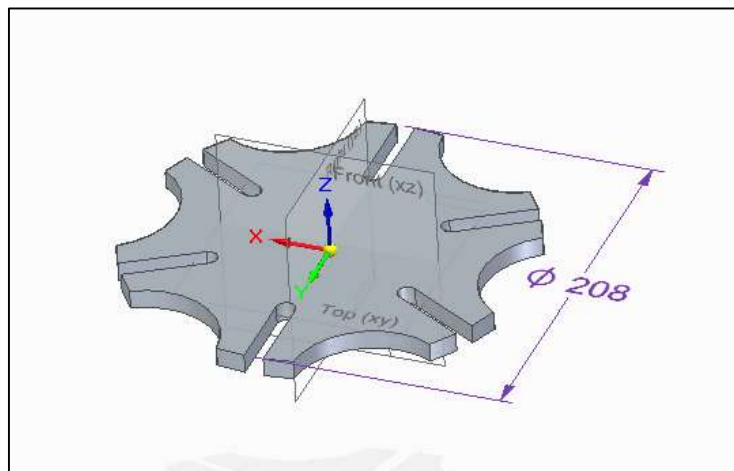 Front (xz)
Z
X
Y
Top (xy)
ϕ 208